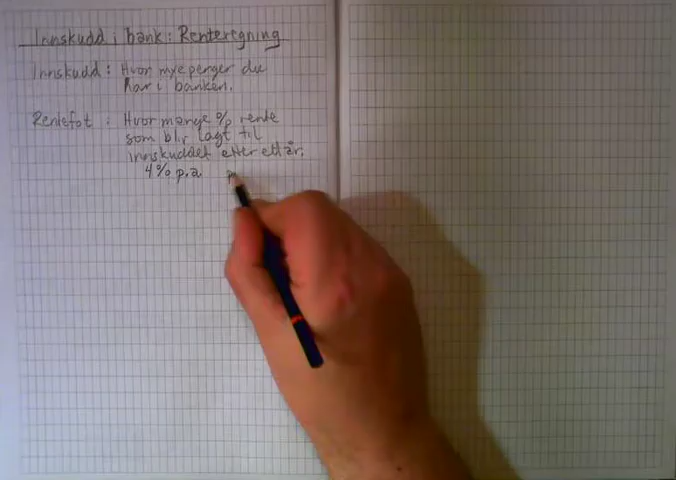 Innskudd i bank: Renteregning
Innskudd: Hvor mye penger du
har i banken.
Rentefot: Hvor mange % rente
som blir lagt til
innskuddet etter ett år.
4% p.a p